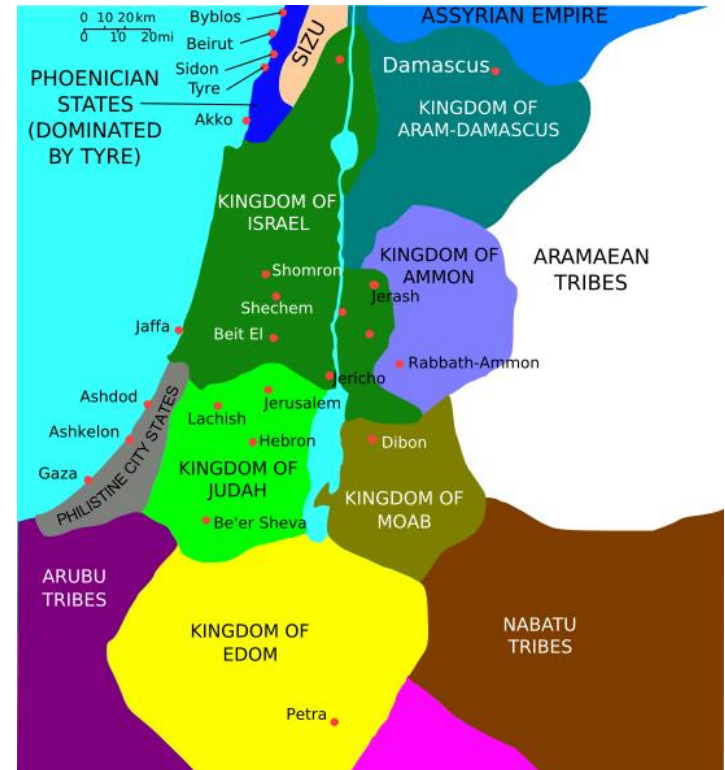 0 10 20km
0 10 20mi
Byblos
Beirut
Sidon
Tyre
Akko
PHOENICIAN
STATES
(DOMINATED
BY TYRE)
SIZU
ASSYRIAN EMPIRE
Damascus
KINGDOM OF
ARAM-DAMASCUS
KINGDOM OF
ISRAEL
KINGDOM OF
AMMON
ARAMAEAN
TRIBES
Shomron
Shechem
Beit El
Jerash
Jaffa
Rabbath-Ammon
Jericho
Ashdod
Ashkelon
Gaza
PHILISTINE CITY STATES
Lachish
Jerusalem
Hebron
KINGDOM OF
JUDAH
Be'er Sheva
Dibon
KINGDOM OF
MOAB
ARUBU
TRIBES
KINGDOM OF
EDOM
NABATU
TRIBES
Petra